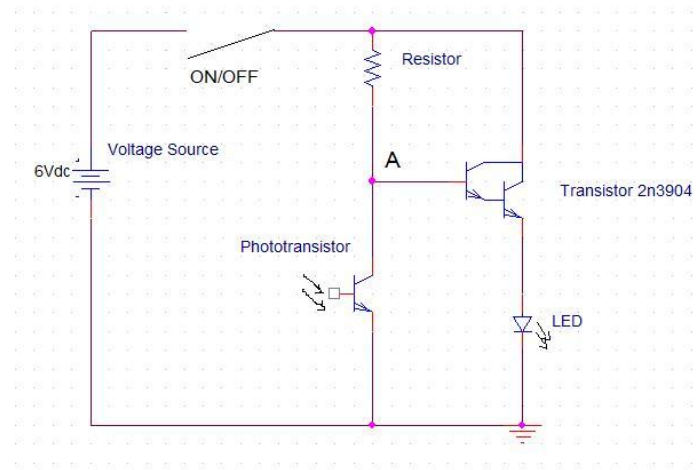 ON/OFF
Resistor
Voltage Source
6Vdc
A
Transistor 2n3904
Phototransistor
LED